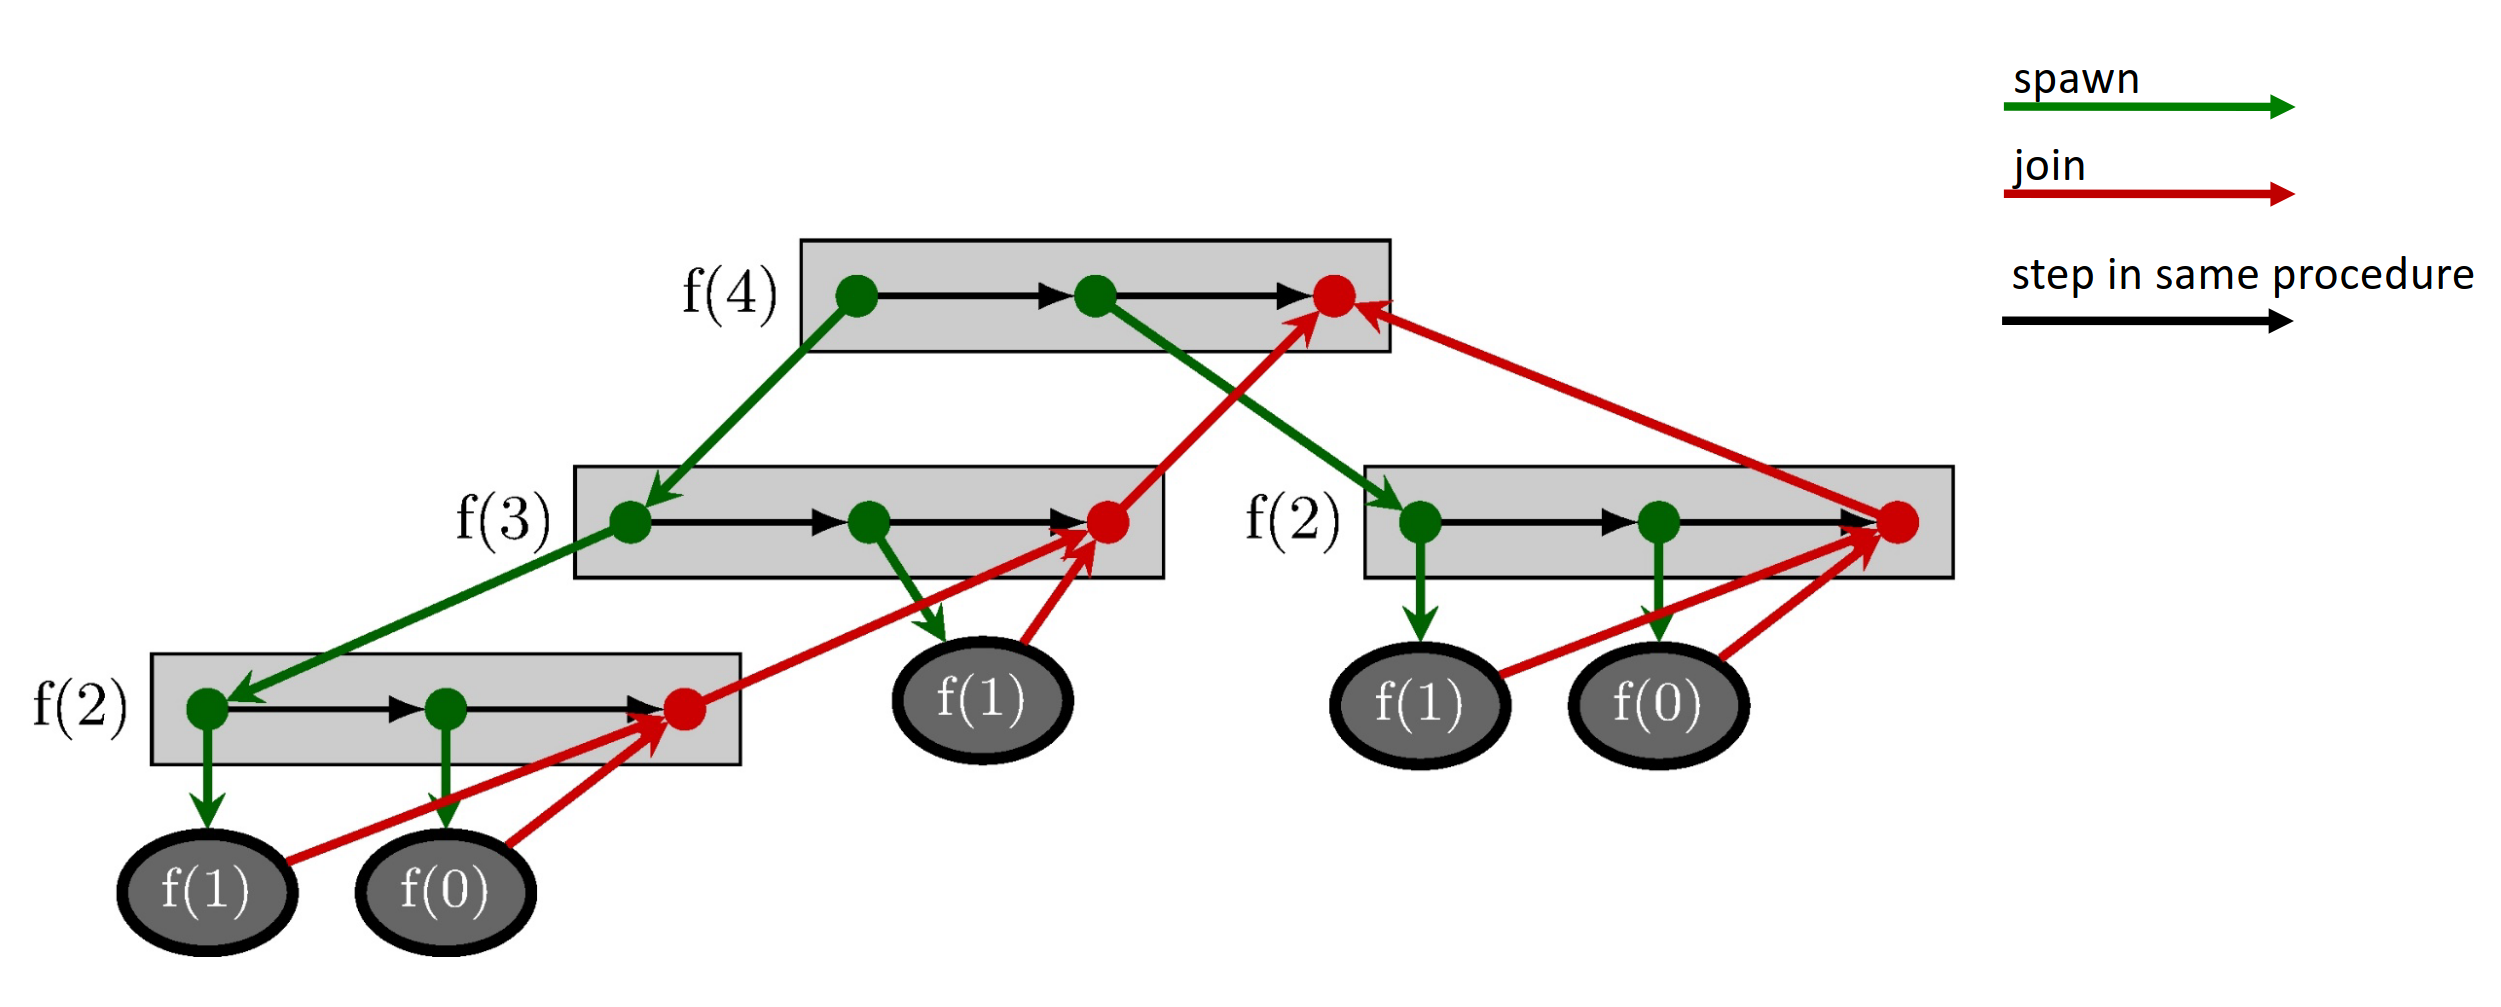 spawn
join
step in same procedure
f(4)
f(3)
f(2)
f(2)
f(1)
f(1)
f(0)
f(1)
f(0)